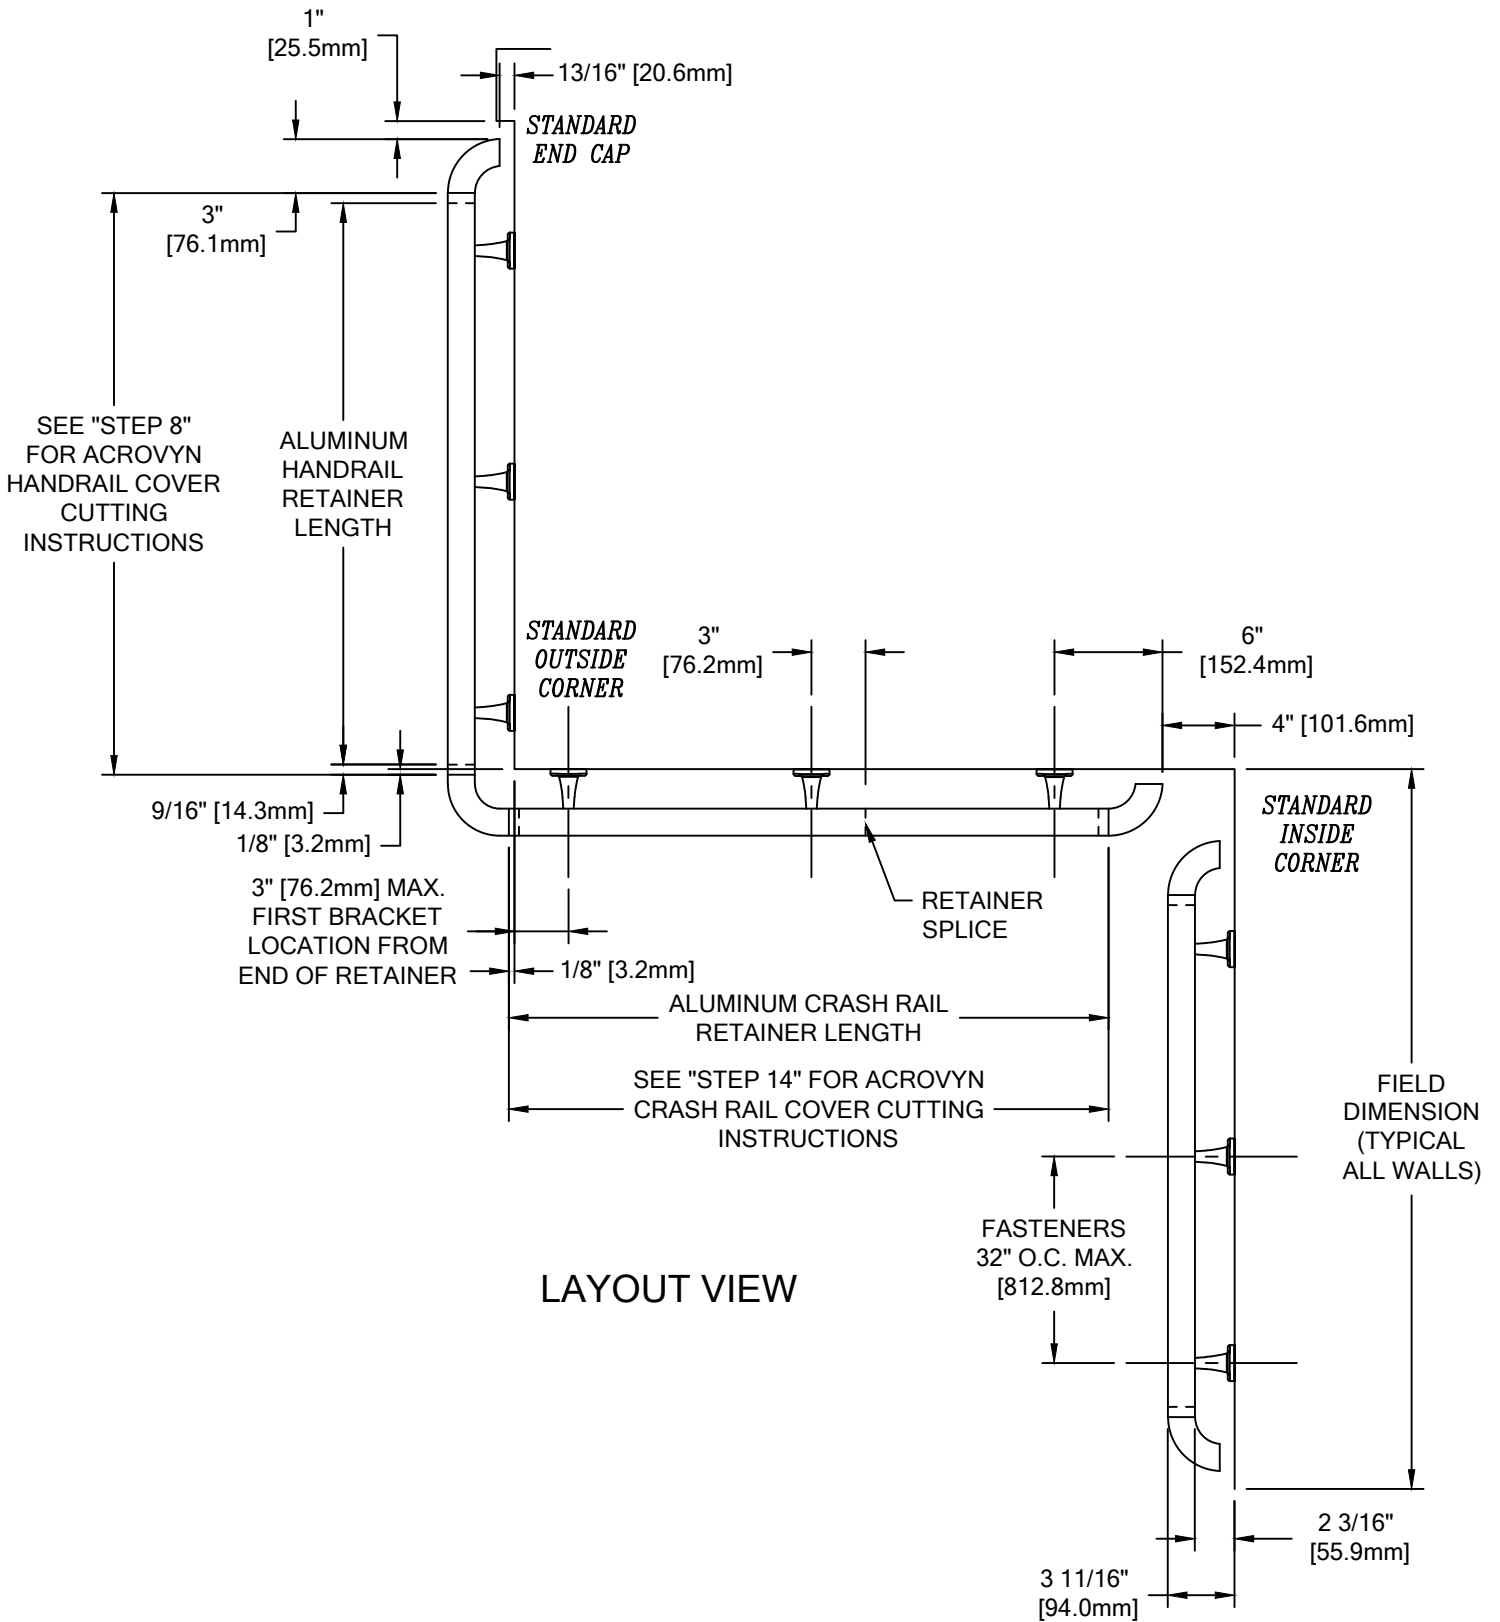 1"
[25.5mm]
13/16" [20.6mm]
STANDARD
END CAP
3"
[76.1mm]
SEE "STEP 8"
FOR ACROVYN
HANDRAIL COVER
CUTTING
INSTRUCTIONS
ALUMINUM
HANDRAIL
RETAINER
LENGTH
STANDARD
OUTSIDE
CORNER
3"
[76.2mm]
6"
[152.4mm]
4" [101.6mm]
9/16" [14.3mm]
1/8" [3.2mm]
STANDARD
INSIDE
CORNER
3" [76.2mm] MAX.
FIRST BRACKET
LOCATION FROM
END OF RETAINER
RETAINER
SPLICE
1/8" [3.2mm]
ALUMINUM CRASH RAIL
RETAINER LENGTH
SEE "STEP 14" FOR ACROVYN
CRASH RAIL COVER CUTTING
INSTRUCTIONS
FIELD
DIMENSION
(TYPICAL
ALL WALLS)
FASTENERS
32" O.C. MAX.
[812.8mm]
LAYOUT VIEW
2 3/16"
[55.9mm]
3 11/16"
[94.0mm]